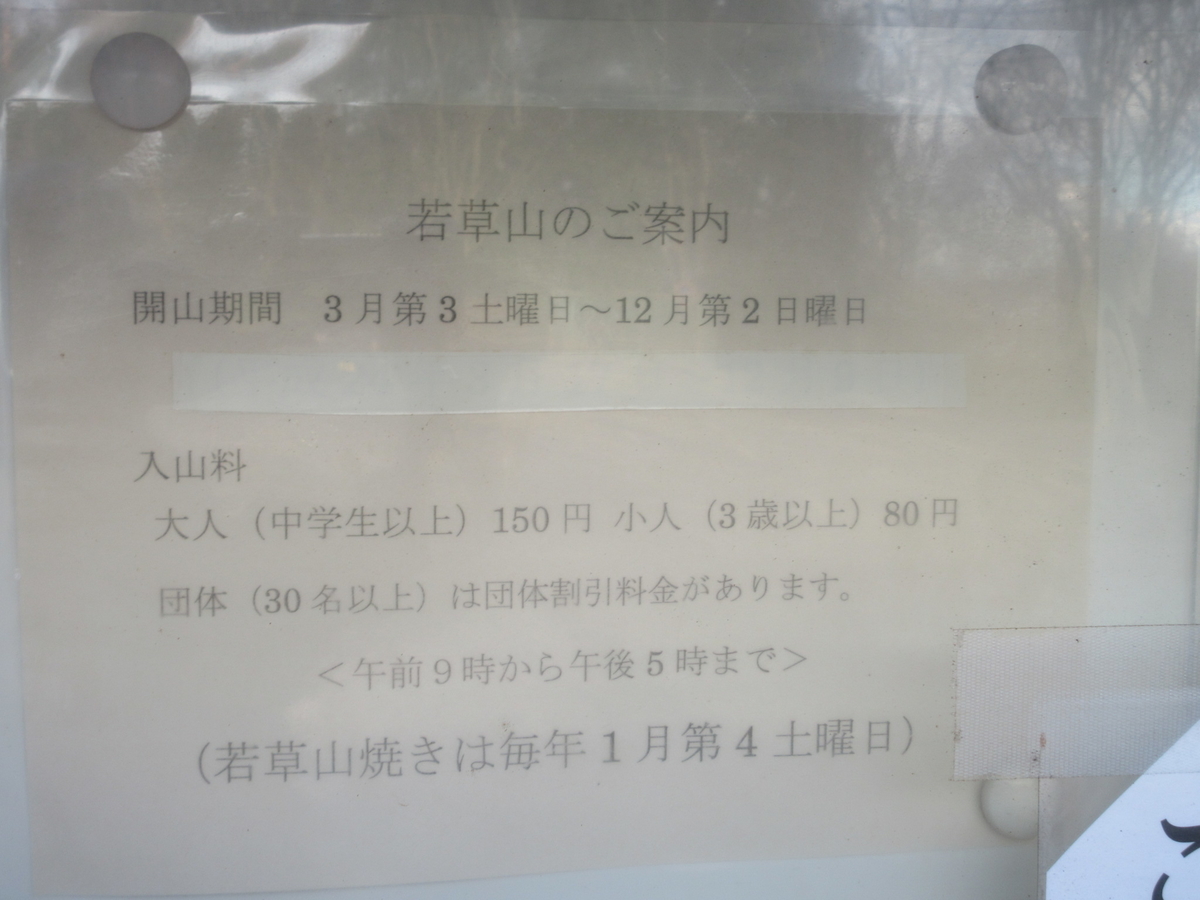 若草山のご案内
開山期間　3月第3土曜日～12月第2日曜日
入山料
大人（中学生以上）150円 小人（3歳以上）80円
団体（30名以上）は団体割引料金があります。
＜午前9時から午後5時まで＞
（若草山焼きは毎年1月第4土曜日）